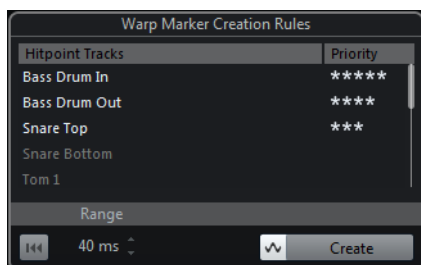 Warp Marker Creation Rules
Hitpoint Tracks Priority
Bass Drum In *****
Bass Drum Out ****
Snare Top ***
Snare Bottom
Tom 1
Range
40 ms Create